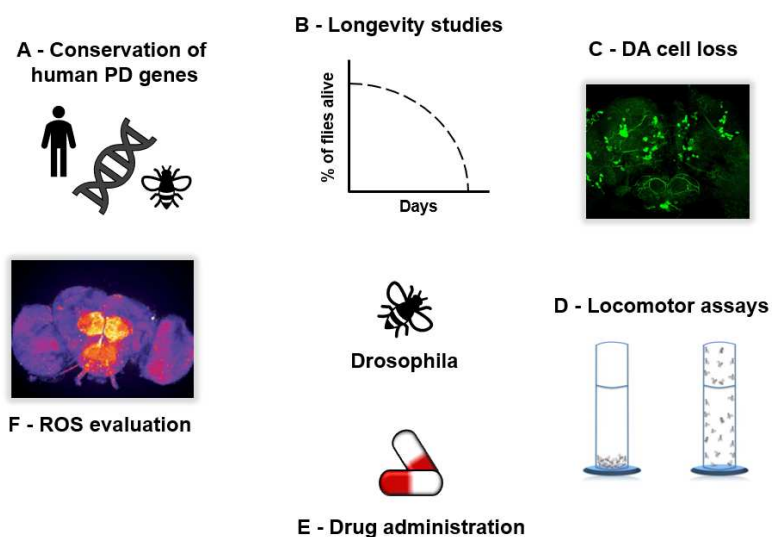 A - Conservation of
human PD genes
B - Longevity studies
% of flies alive
Days
C - DA cell loss
Drosophila
D - Locomotor assays
F - ROS evaluation
E - Drug administration